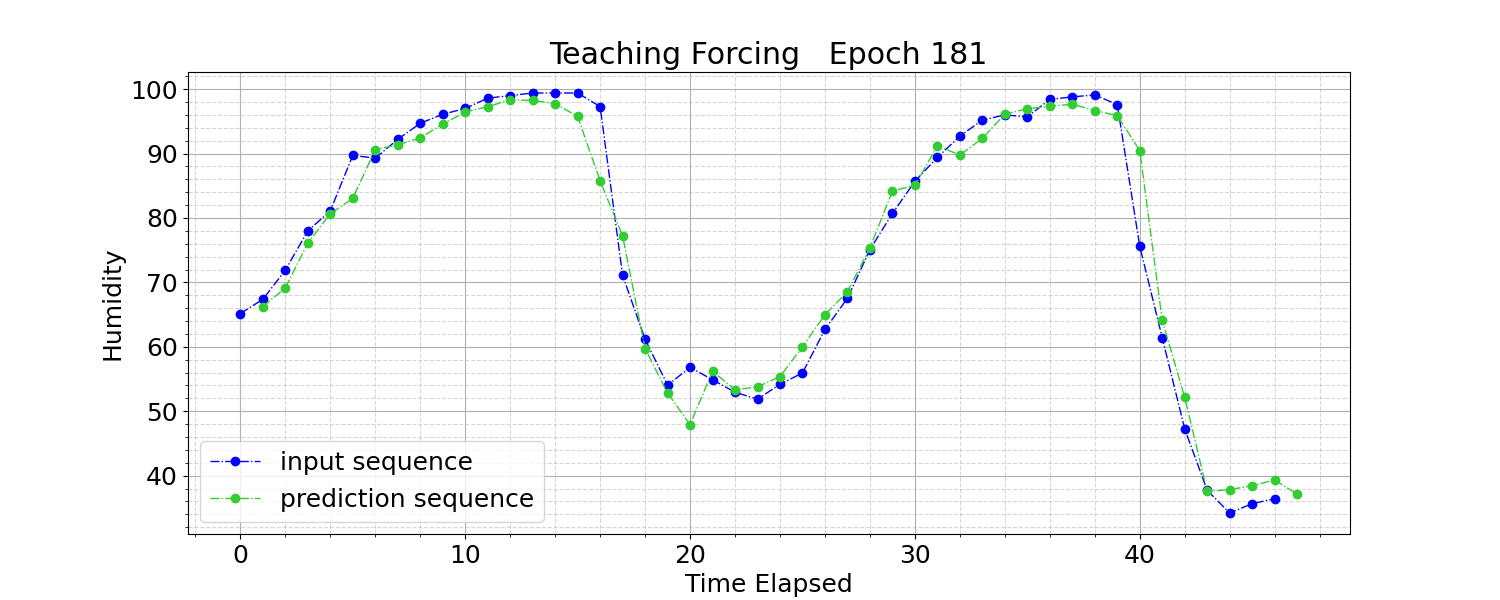 Teaching Forcing   Epoch 181
100
90
80
70
60
50
40
Humidity
input sequence
prediction sequence
0 10 20 30 40
Time Elapsed